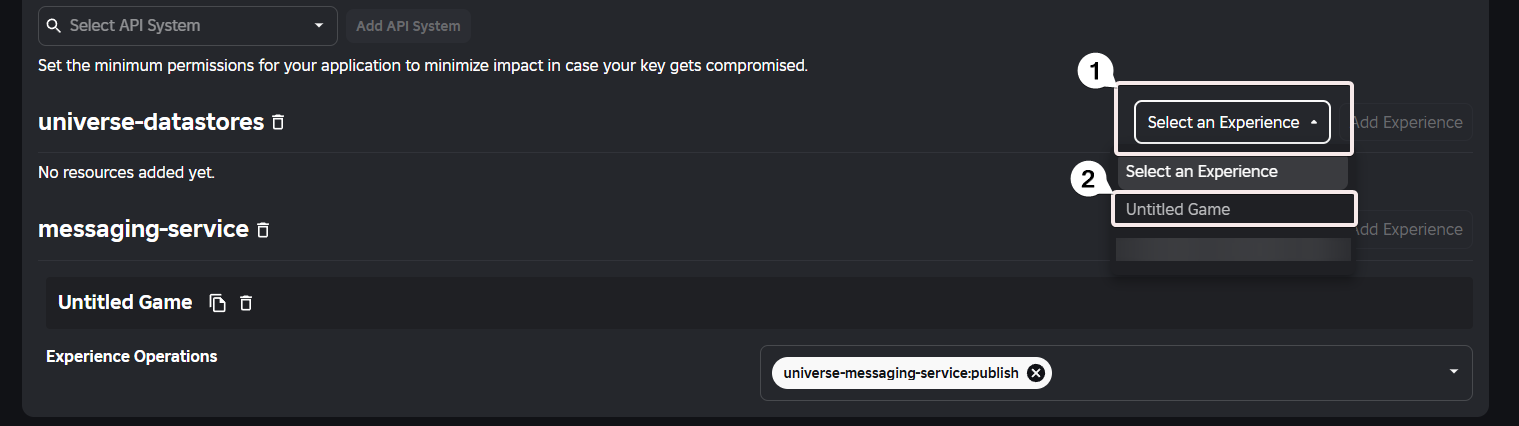 Select API System
Add API System
Set the minimum permissions for your application to minimize impact in case your key gets compromised.
1
universe-datastores
Select an Experience
Add Experience
No resources added yet.
2
Select an Experience
Untitled Game
messaging-service
Add Experience
Untitled Game
Experience Operations
universe-messaging-service:publish